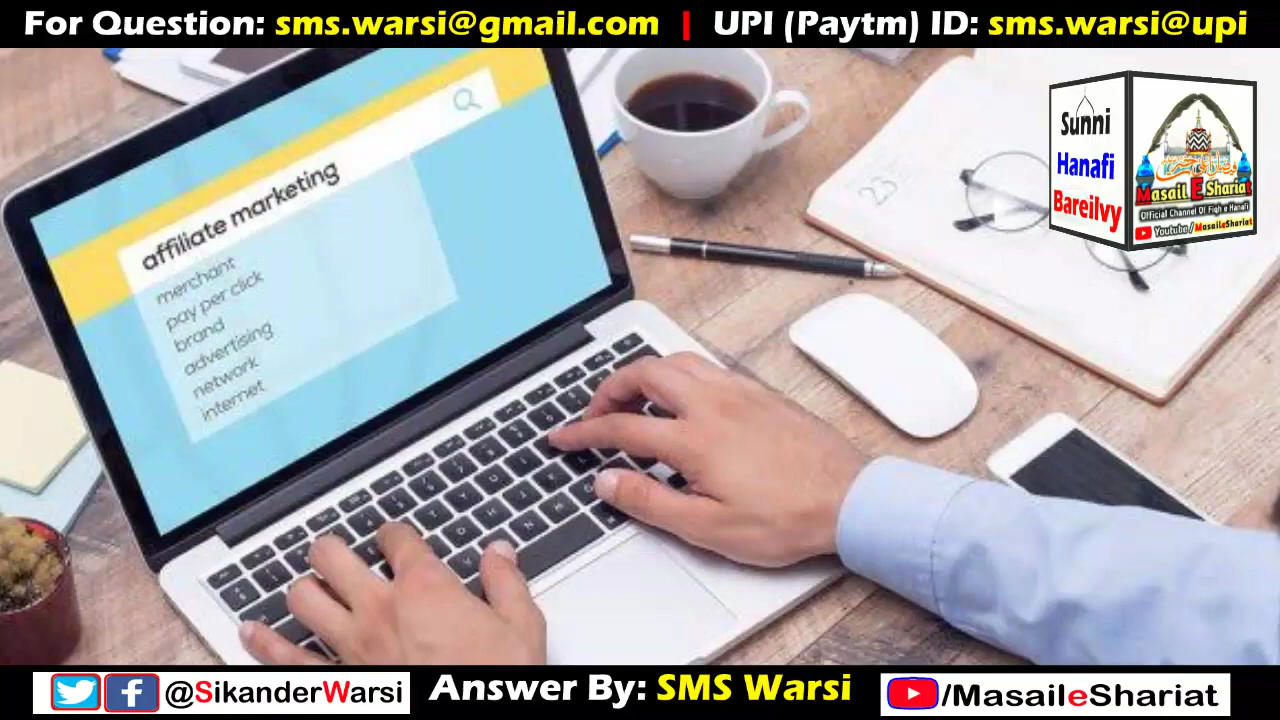 For Question: sms.warsi@gmail.com | UPI (Paytm) ID: sms.warsi@upi
affiliate marketing
merchant
pay per click
brand
advertising
network
internet
23
Sunni
Hanafi
Bareilvy
Masail E Shariat
Official Channel Of Fiqh e Hanafi
Youtube/MasaileShariat
@SikanderWarsi
Answer By: SMS Warsi
/MasaileShariat